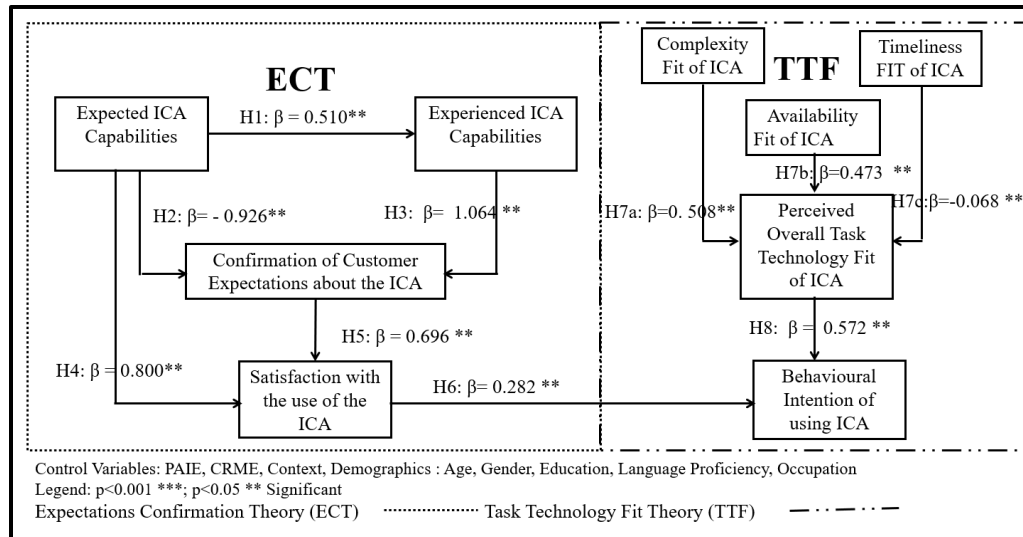 ECT
TTF
Expected ICA
Capabilities
H1: β = 0.510**
Experienced ICA
Capabilities
H2: β= - 0.926**
H3: β= 1.064 **
Confirmation of Customer
Expectations about the ICA
H5: β = 0.696 **
H4: β = 0.800**
Satisfaction with
the use of the
ICA
H6: β= 0.282 **
Complexity
Fit of ICA
Timeliness
FIT of ICA
Availability
Fit of ICA
H7b: β=0.473 **
H7a: β=0. 508**
H7c:β=-0.068 **
Perceived
Overall Task
Technology Fit
of ICA
H8: β = 0.572 **
Behavioural
Intention of
using ICA
Control Variables: PAIE, CRME, Context, Demographics : Age, Gender, Education, Language Proficiency, Occupation
Legend: p<0.001 ***; p<0.05 ** Significant
Expectations Confirmation Theory (ECT) Task Technology Fit Theory (TTF)